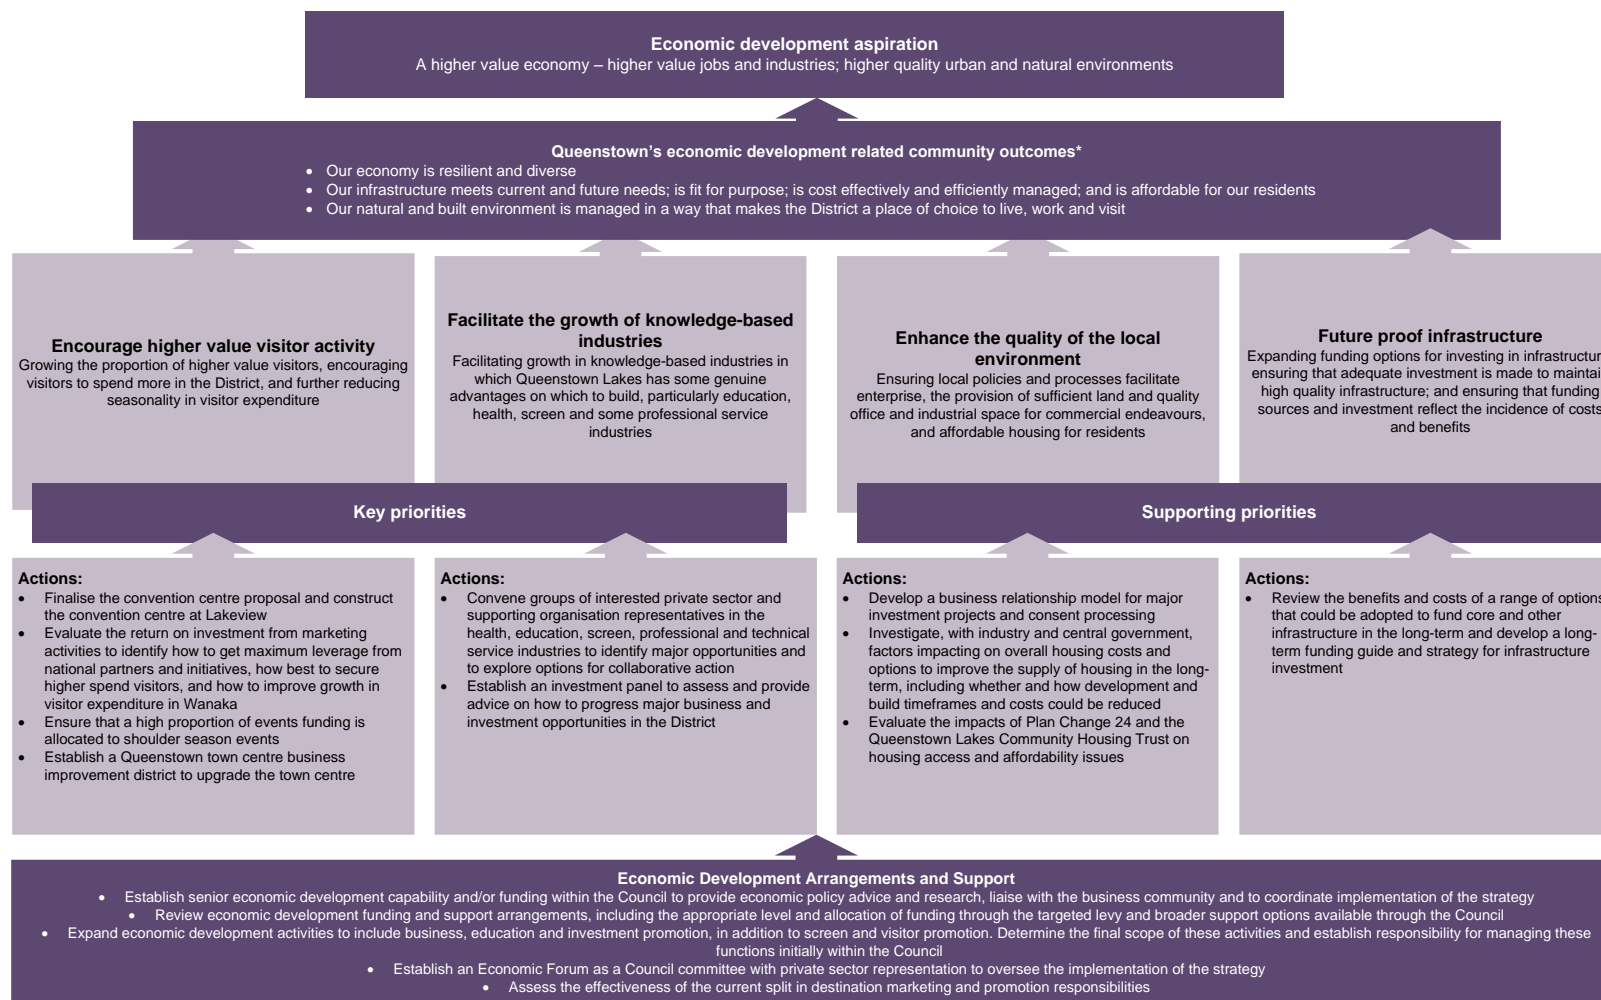 Economic development aspiration
A higher value economy – higher value jobs and industries; higher quality urban and natural environments
Queenstown's economic development related community outcomes*
• Our economy is resilient and diverse
• Our infrastructure meets current and future needs; is fit for purpose; is cost effectively and efficiently managed; and is affordable for our residents
• Our natural and built environment is managed in a way that makes the District a place of choice to live, work and visit
Encourage higher value visitor activity
Growing the proportion of higher value visitors, encouraging
visitors to spend more in the District, and further reducing
seasonality in visitor expenditure
Facilitate the growth of knowledge-based
industries
Facilitating growth in knowledge-based industries in
which Queenstown Lakes has some genuine
advantages on which to build, particularly education,
health, screen and some professional service
industries
Enhance the quality of the local
environment
Ensuring local policies and processes facilitate
enterprise, the provision of sufficient land and quality
office and industrial space for commercial endeavours,
and affordable housing for residents
Future proof infrastructure
Expanding funding options for investing in infrastructur
ensuring that adequate investment is made to maintai
high quality infrastructure; and ensuring that funding
sources and investment reflect the incidence of costs
and benefits
Key priorities
Supporting priorities
Actions:
• Finalise the convention centre proposal and construct
the convention centre at Lakeview
• Evaluate the return on investment from marketing
activities to identify how to get maximum leverage from
national partners and initiatives, how best to secure
higher spend visitors, and how to improve growth in
visitor expenditure in Wanaka
• Ensure that a high proportion of events funding is
allocated to shoulder season events
• Establish a Queenstown town centre business
improvement district to upgrade the town centre
Actions:
• Convene groups of interested private sector and
supporting organisation representatives in the
health, education, screen, professional and technical
service industries to identify major opportunities and
to explore options for collaborative action
• Establish an investment panel to assess and provide
advice on how to progress major business and
investment opportunities in the District
Actions:
• Develop a business relationship model for major
investment projects and consent processing
• Investigate, with industry and central government,
factors impacting on overall housing costs and
options to improve the supply of housing in the long-
term, including whether and how development and
build timeframes and costs could be reduced
• Evaluate the impacts of Plan Change 24 and the
Queenstown Lakes Community Housing Trust on
housing access and affordability issues
Actions:
• Review the benefits and costs of a range of options
that could be adopted to fund core and other
infrastructure in the long-term and develop a long-
term funding guide and strategy for infrastructure
investment
Economic Development Arrangements and Support
• Establish senior economic development capability and/or funding within the Council to provide economic policy advice and research, liaise with the business community and to coordinate implementation of the strategy
• Review economic development funding and support arrangements, including the appropriate level and allocation of funding through the targeted levy and broader support options available through the Council
• Expand economic development activities to include business, education and investment promotion, in addition to screen and visitor promotion. Determine the final scope of these activities and establish responsibility for managing these
functions initially within the Council
• Establish an Economic Forum as a Council committee with private sector representation to oversee the implementation of the strategy
• Assess the effectiveness of the current split in destination marketing and promotion responsibilities